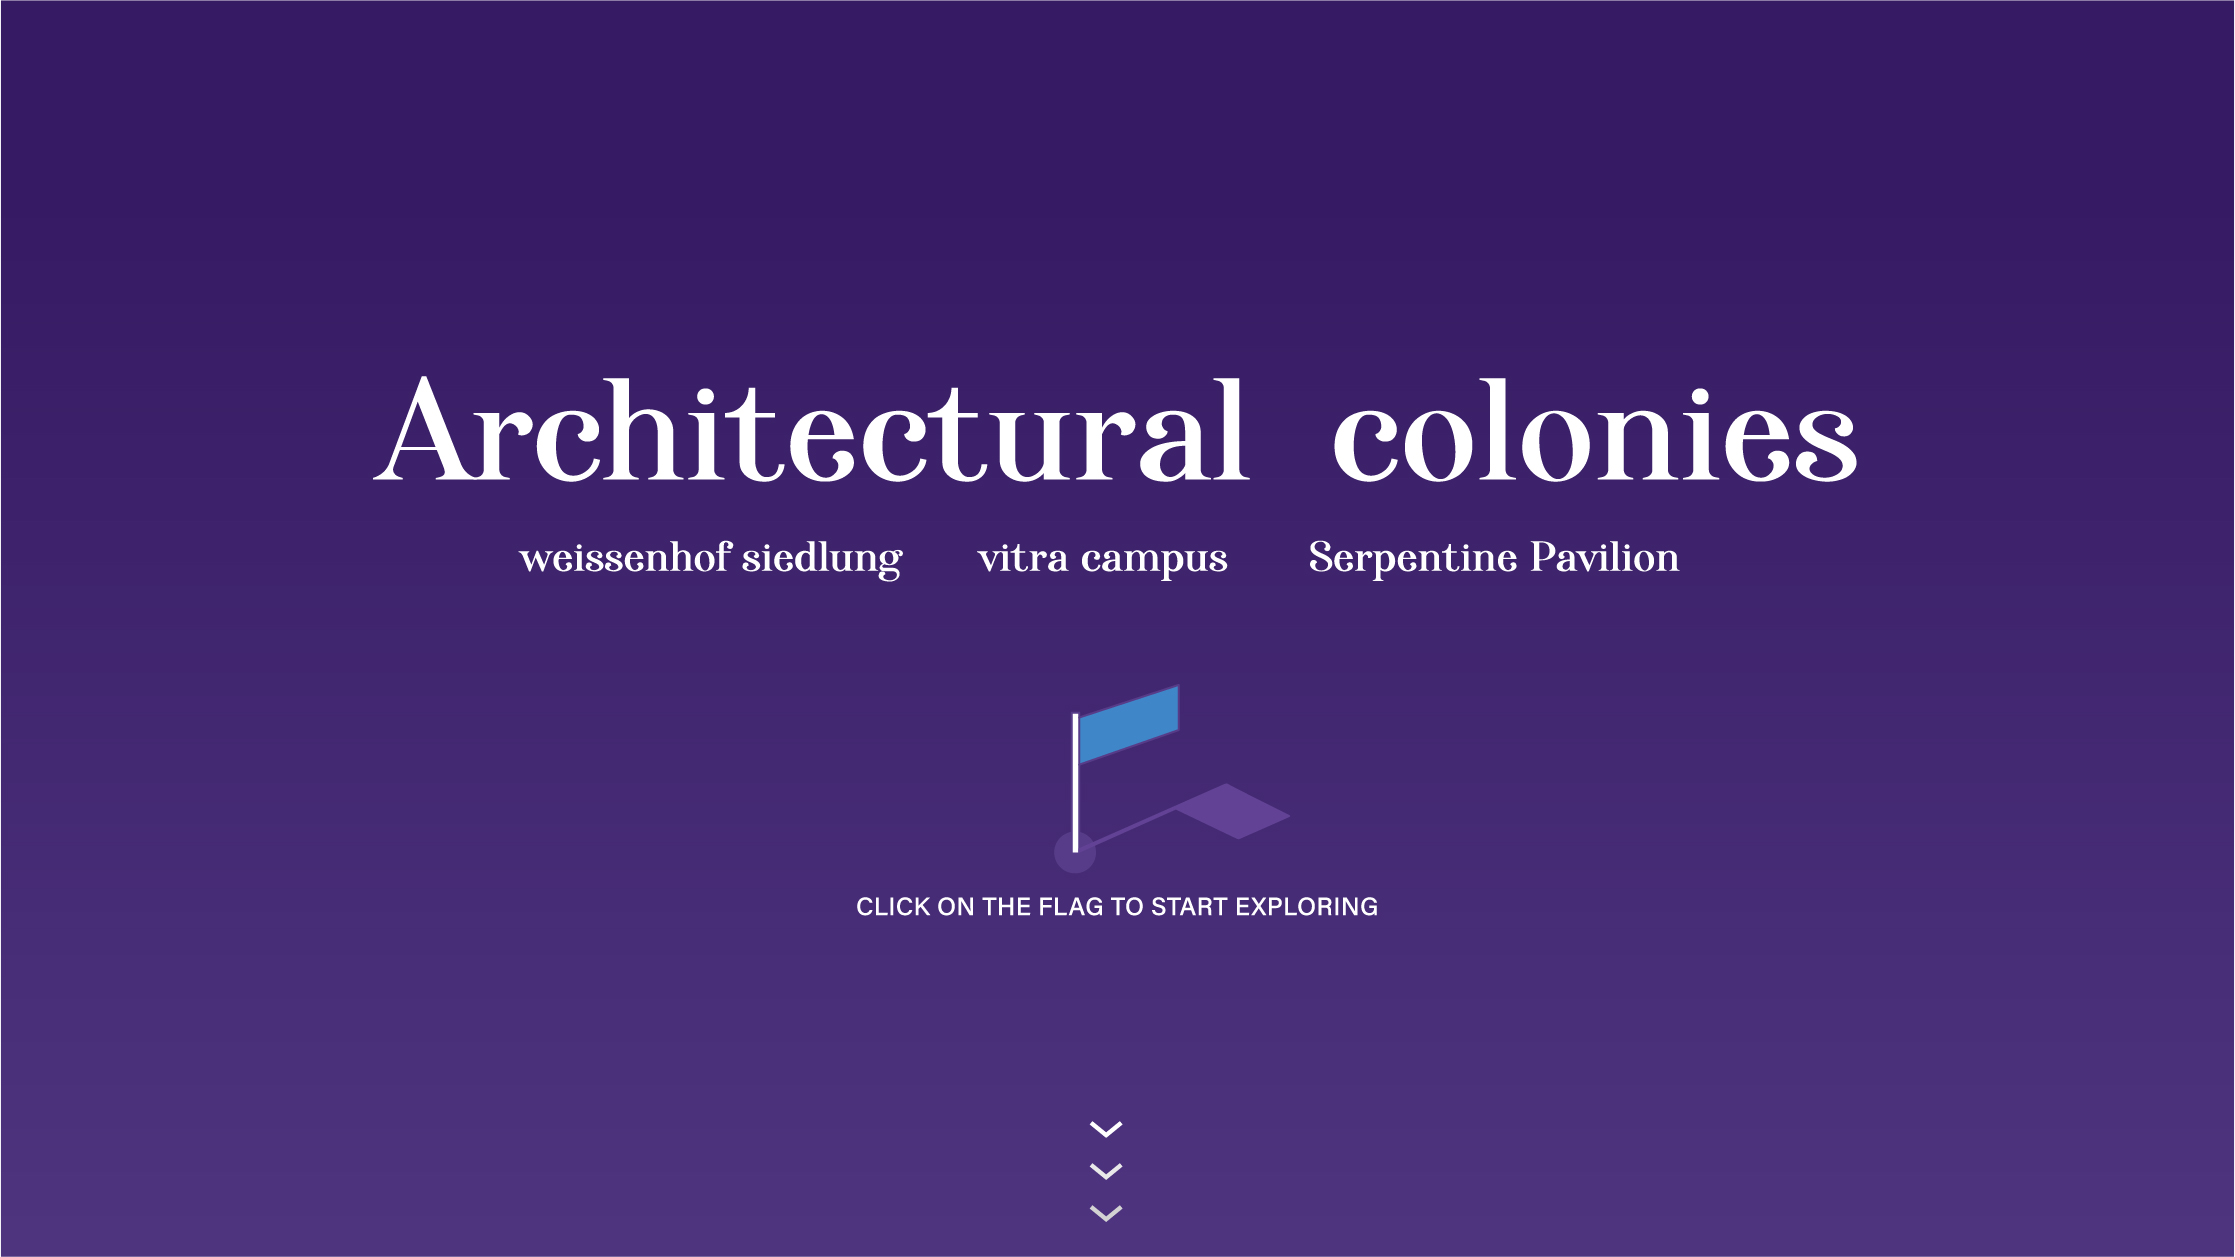 Architectural colonies
weissenhof siedlung vitra campus Serpentine Pavilion
CLICK ON THE FLAG TO START EXPLORING